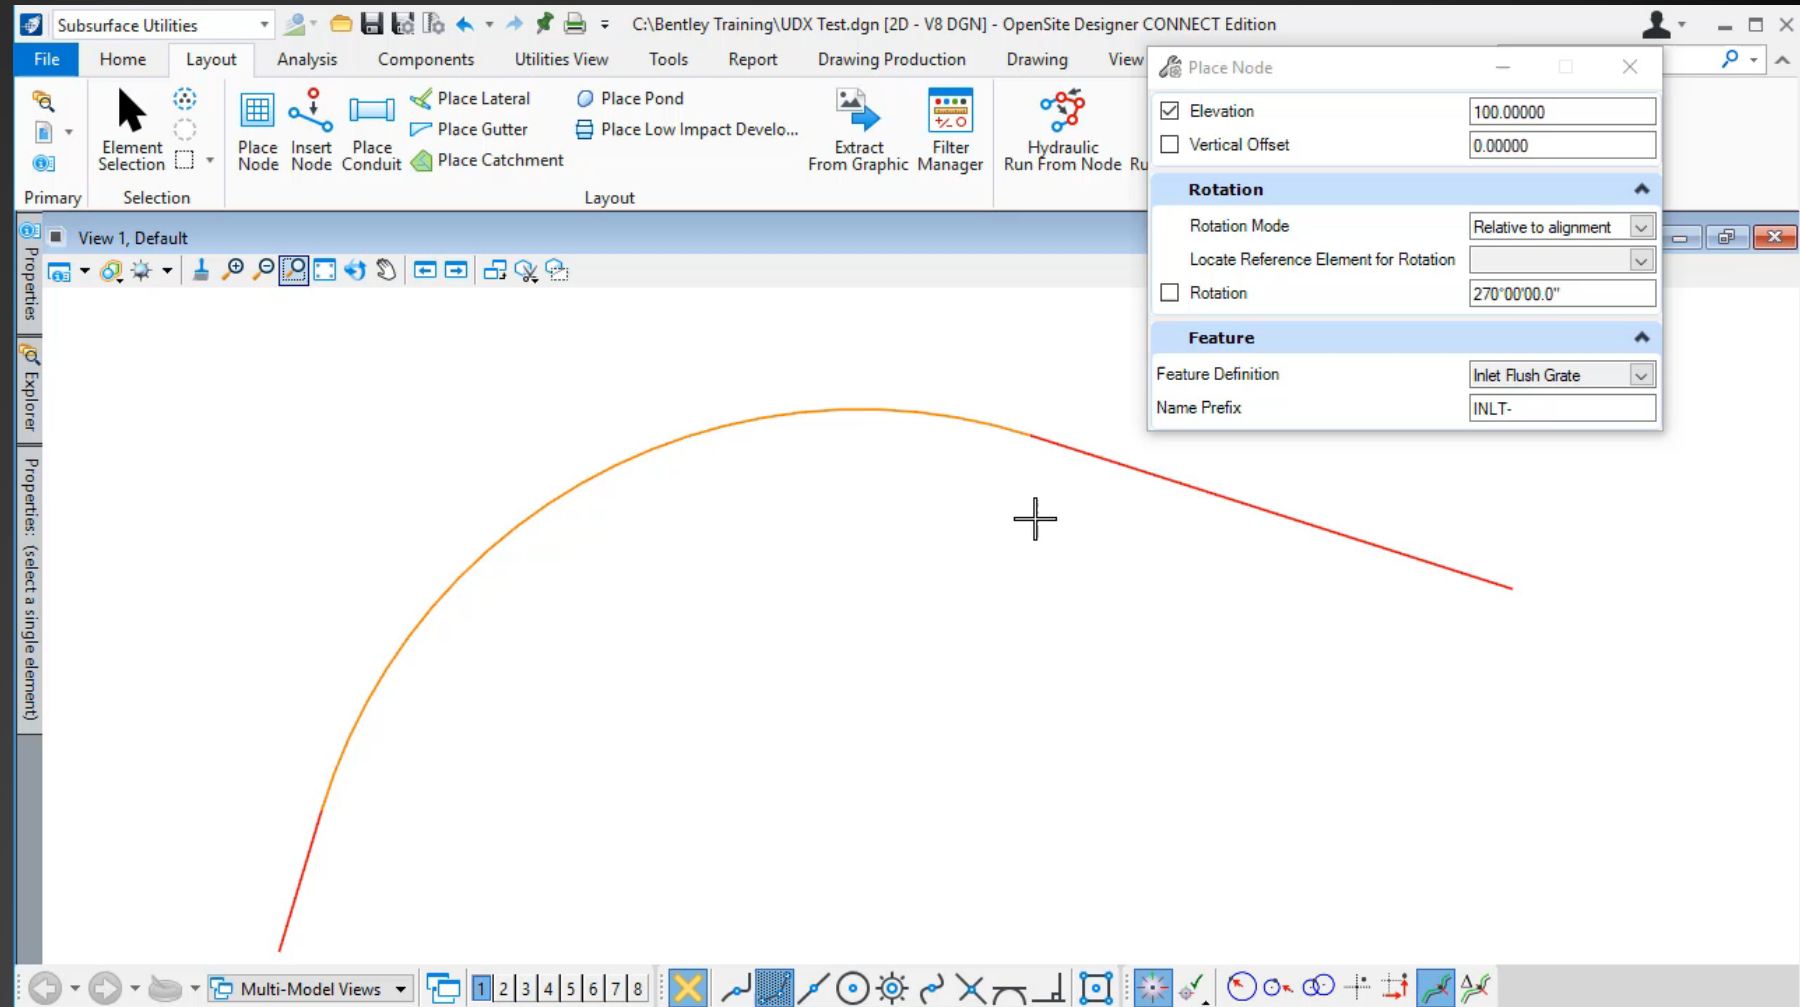 Subsurface Utilities
C:\Bentley Training\UDX Test.dgn [2D - V8 DGN] - OpenSite Designer CONNECT Edition
File Home Layout Analysis Components Utilities View Tools Report Drawing Production Drawing View
Place Node
Element Selection
Place Node
Insert Node
Place Conduit
Place Lateral
Place Gutter
Place Catchment
Place Pond
Place Low Impact Develo...
Extract From Graphic
Filter Manager
Hydraulic Run From Node
Ru
Primary
Selection
Layout
Elevation 100.00000
Vertical Offset 0.00000
Rotation
Rotation Mode Relative to alignment
Locate Reference Element for Rotation
Rotation 270°00'00.0"
Feature
Feature Definition Inlet Flush Grate
Name Prefix INLT-
View 1, Default
Properties
Explorer
Properties: (select a single element)
Multi-Model Views
1 2 3 4 5 6 7 8